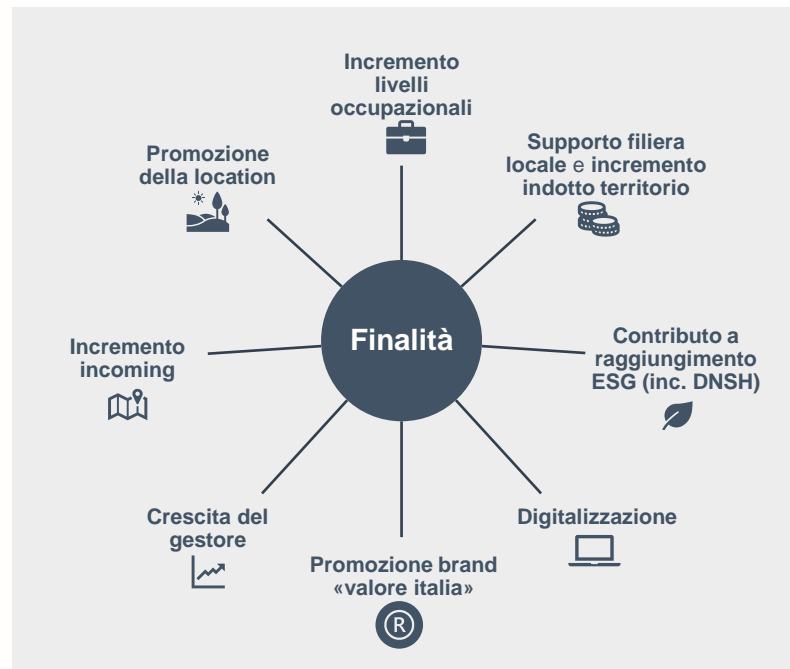 Incremento
livelli
occupazionali
Supporto filiera
locale e incremento
indotto territorio
Promozione
della location
Finalità
Contributo a
raggiungimento
ESG (inc. DNSH)
Incremento
incoming
Crescita del
gestore
Digitalizzazione
Promozione brand
«valore italia»
®